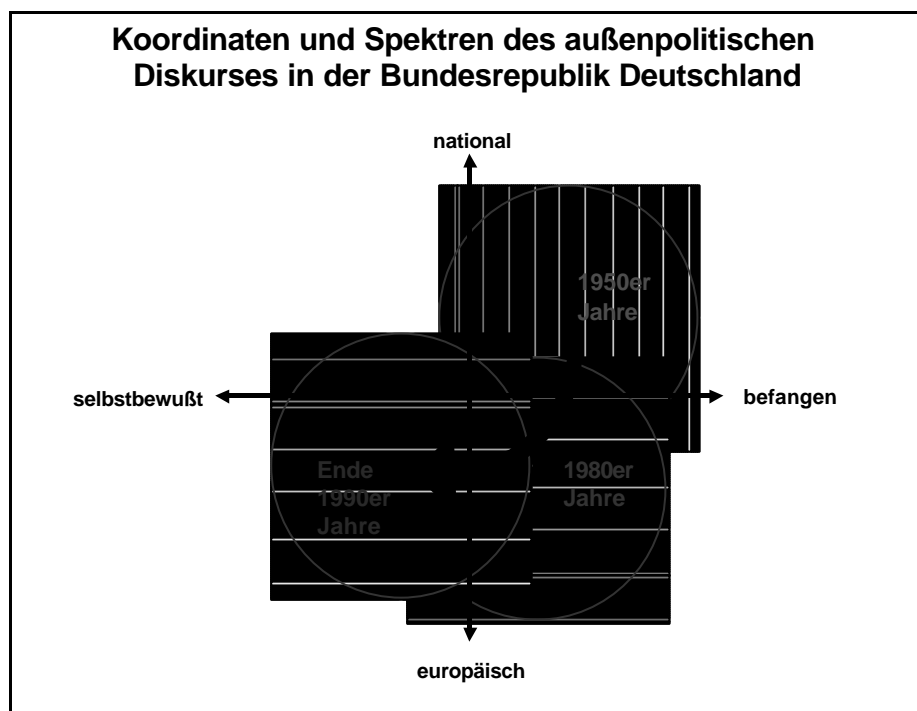 Koordinaten und Spektren des außenpolitischen
Diskurses in der Bundesrepublik Deutschland
national
1950er
Jahre
selbstbewußt
befangen
Ende
1990er
Jahre
1980er
Jahre
europäisch